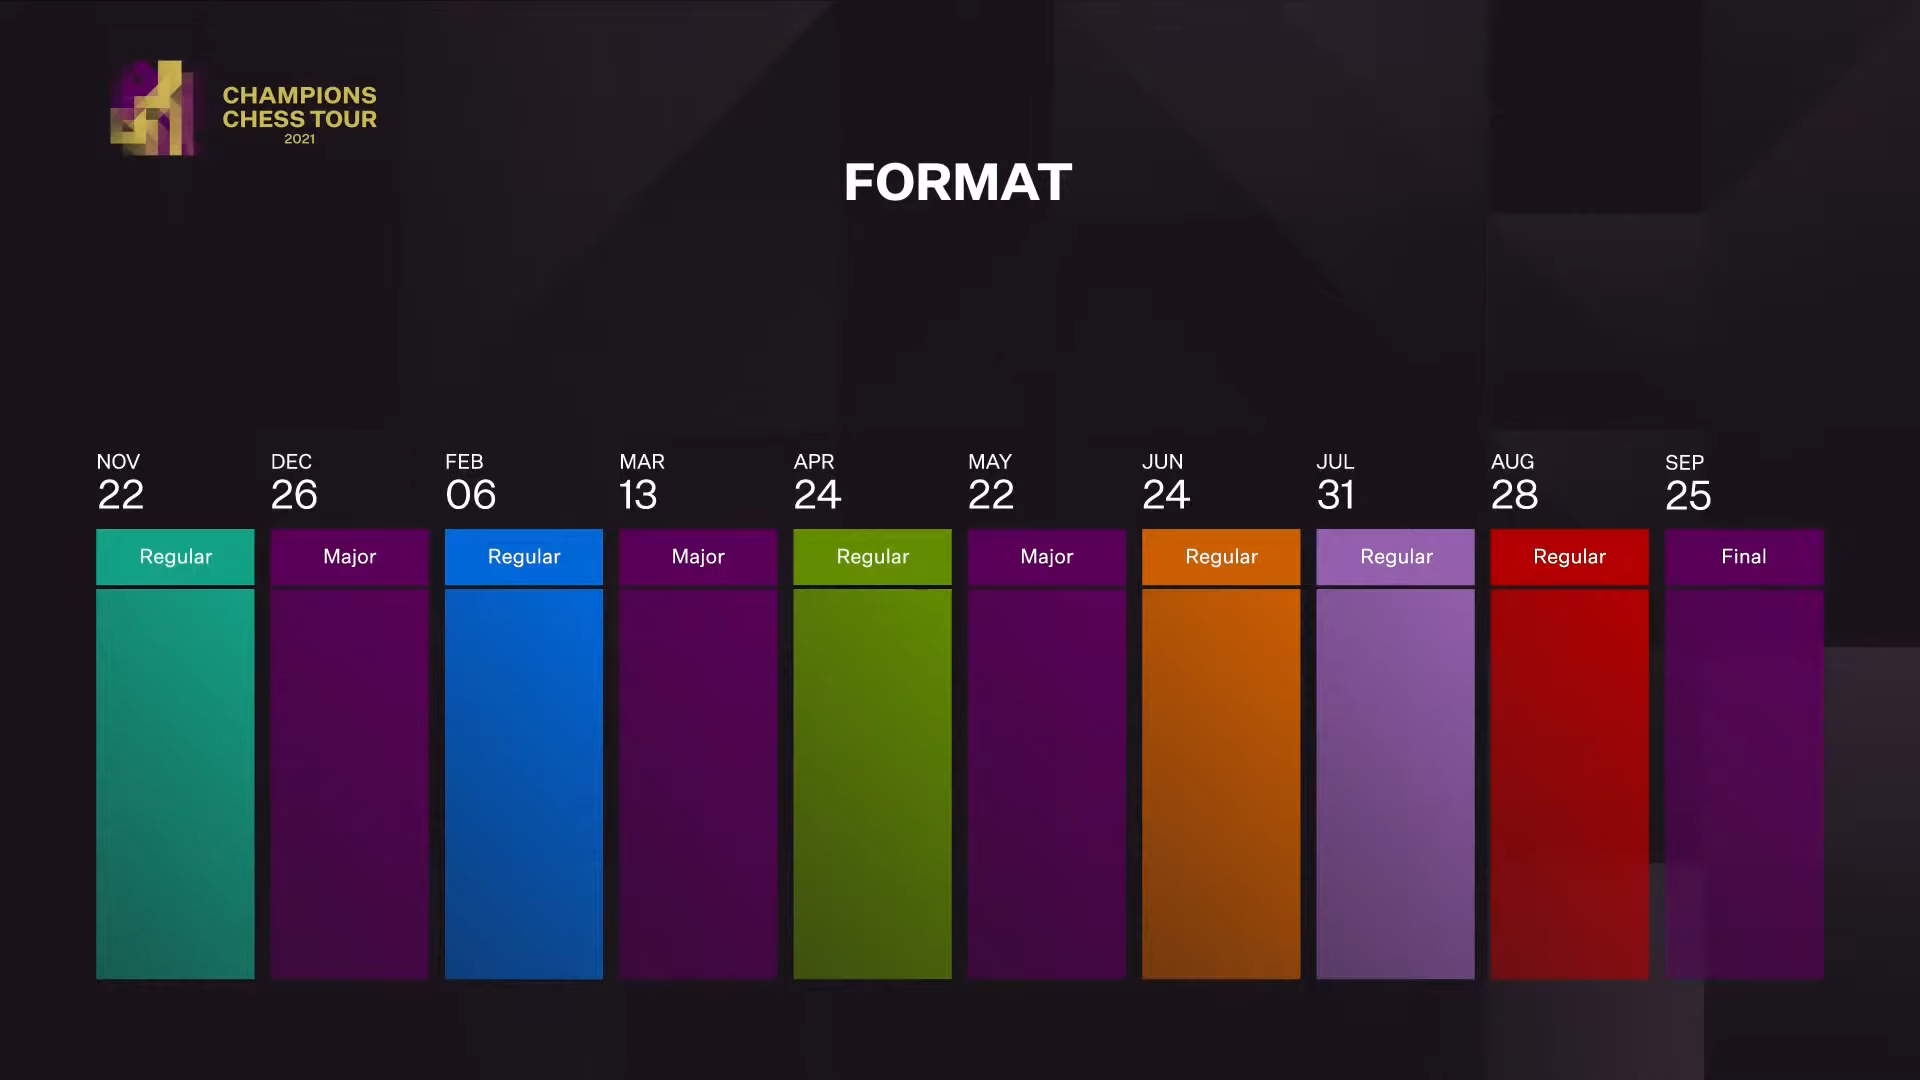 CHAMPIONS
CHESS TOUR
2021
FORMAT
NOV
22
Regular
DEC
26
Major
FEB
06
Regular
MAR
13
Major
APR
24
Regular
MAY
22
Major
JUN
24
Regular
JUL
31
Regular
AUG
28
Regular
SEP
25
Final